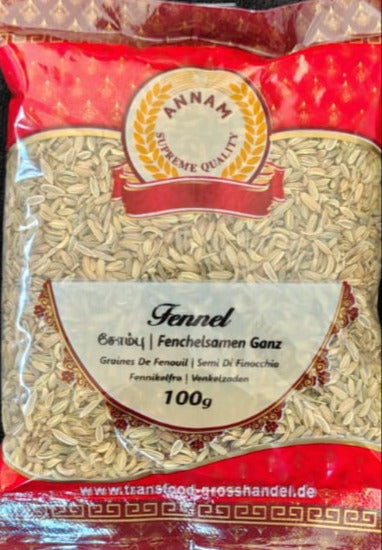 ANNAM
SUPREME QUALITY
Fennel
சோம்பு | Fenchelsamen Ganz
Graines De Fenouil | Semi Di Finocchio
Fennikelfrø | Venkelzaden
100g
www.transfood-grosshandel.de